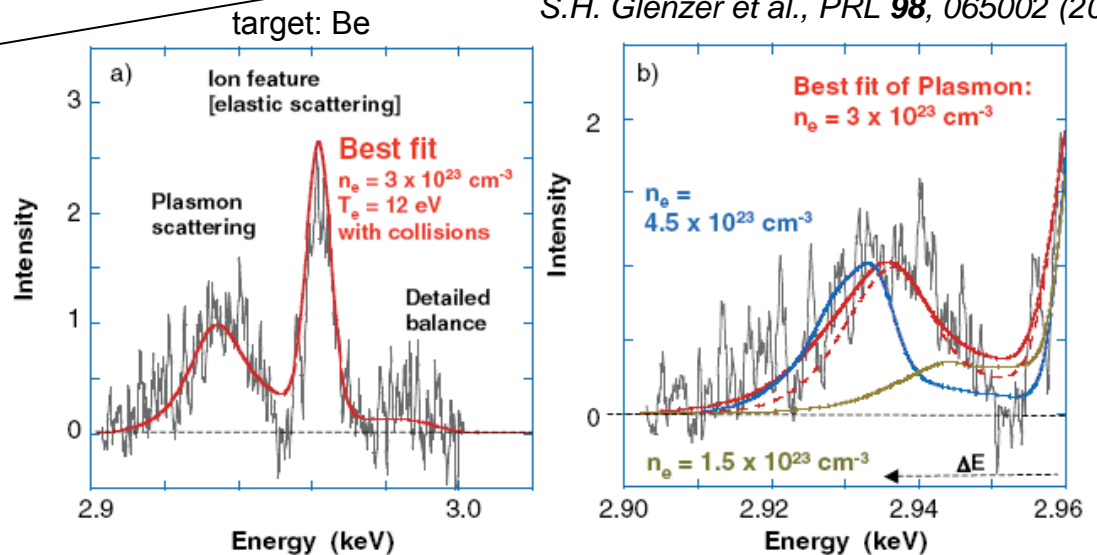 S.H. Glenzer et al., PRL 98, 065002 (20
target: Be
a)
Ion feature
[elastic scattering]
Best fit
nₑ = 3 x 10²³ cm⁻³
Tₑ = 12 eV
with collisions
Plasmon
scattering
Detailed
balance
Intensity
3
2
1
0
2.9
3.0
Energy (keV)
b)
Best fit of Plasmon:
nₑ = 3 x 10²³ cm⁻³
nₑ =
4.5 x 10²³ cm⁻³
nₑ = 1.5 x 10²³ cm⁻³
ΔE
Intensity
2
0
2.90
2.92
2.94
2.96
Energy (keV)